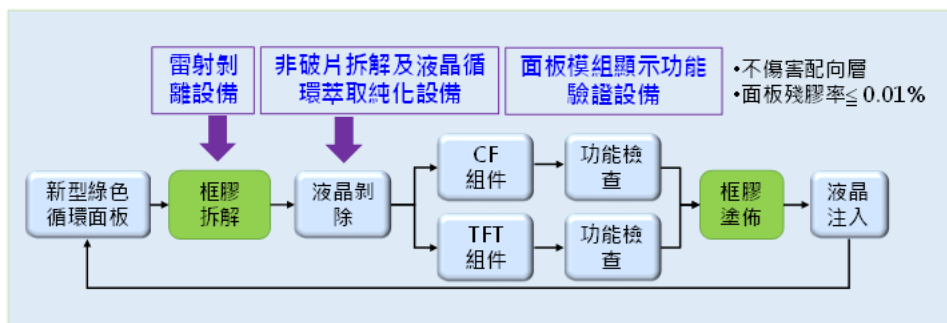 雷射剝
離設備
非破片拆解及液晶循
環萃取純化設備
面板模組顯示功能
驗證設備
•不傷害配向層
•面板殘膠率≦ 0.01%
新型綠色
循環面板
框膠
拆解
液晶剝
除
CF
組件
功能檢
查
TFT
組件
功能檢
查
框膠
塗佈
液晶
注入